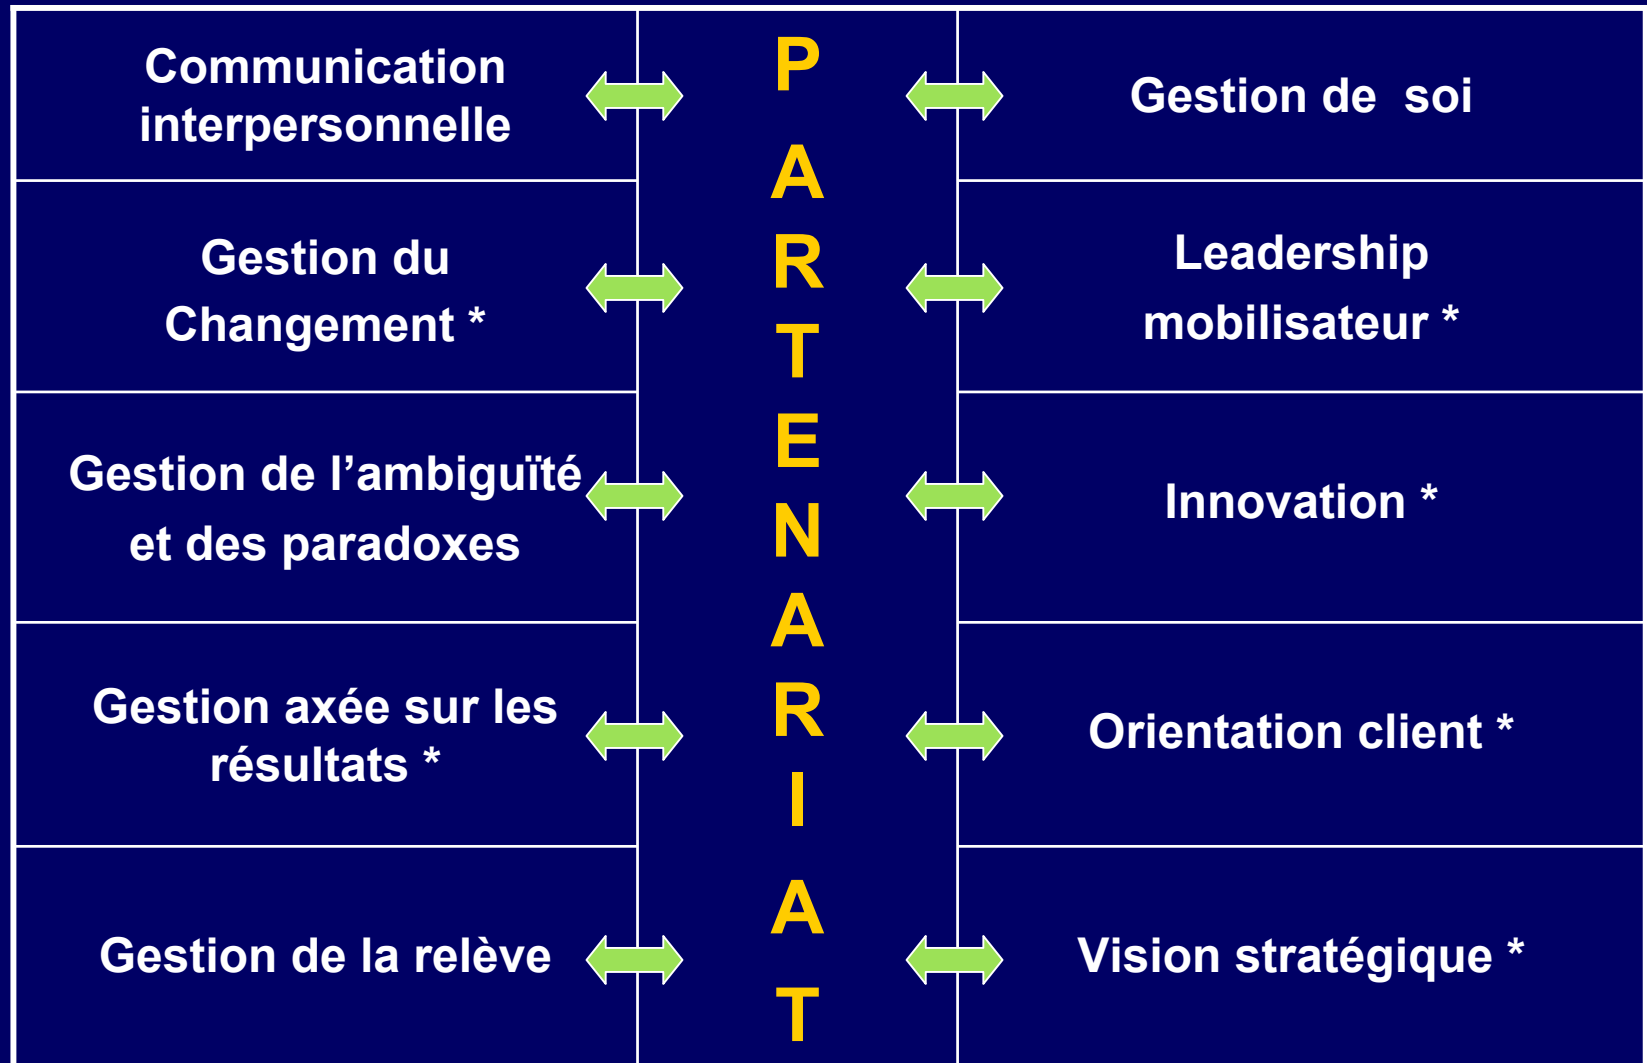 Communication
interpersonnelle
Gestion du
Changement *
Gestion de l’ambiguïté
et des paradoxes
Gestion axée sur les
résultats *
Gestion de la relève
P
A
R
T
E
N
A
R
I
A
T
Gestion de  soi
Leadership
mobilisateur *
Innovation *
Orientation client *
Vision stratégique *